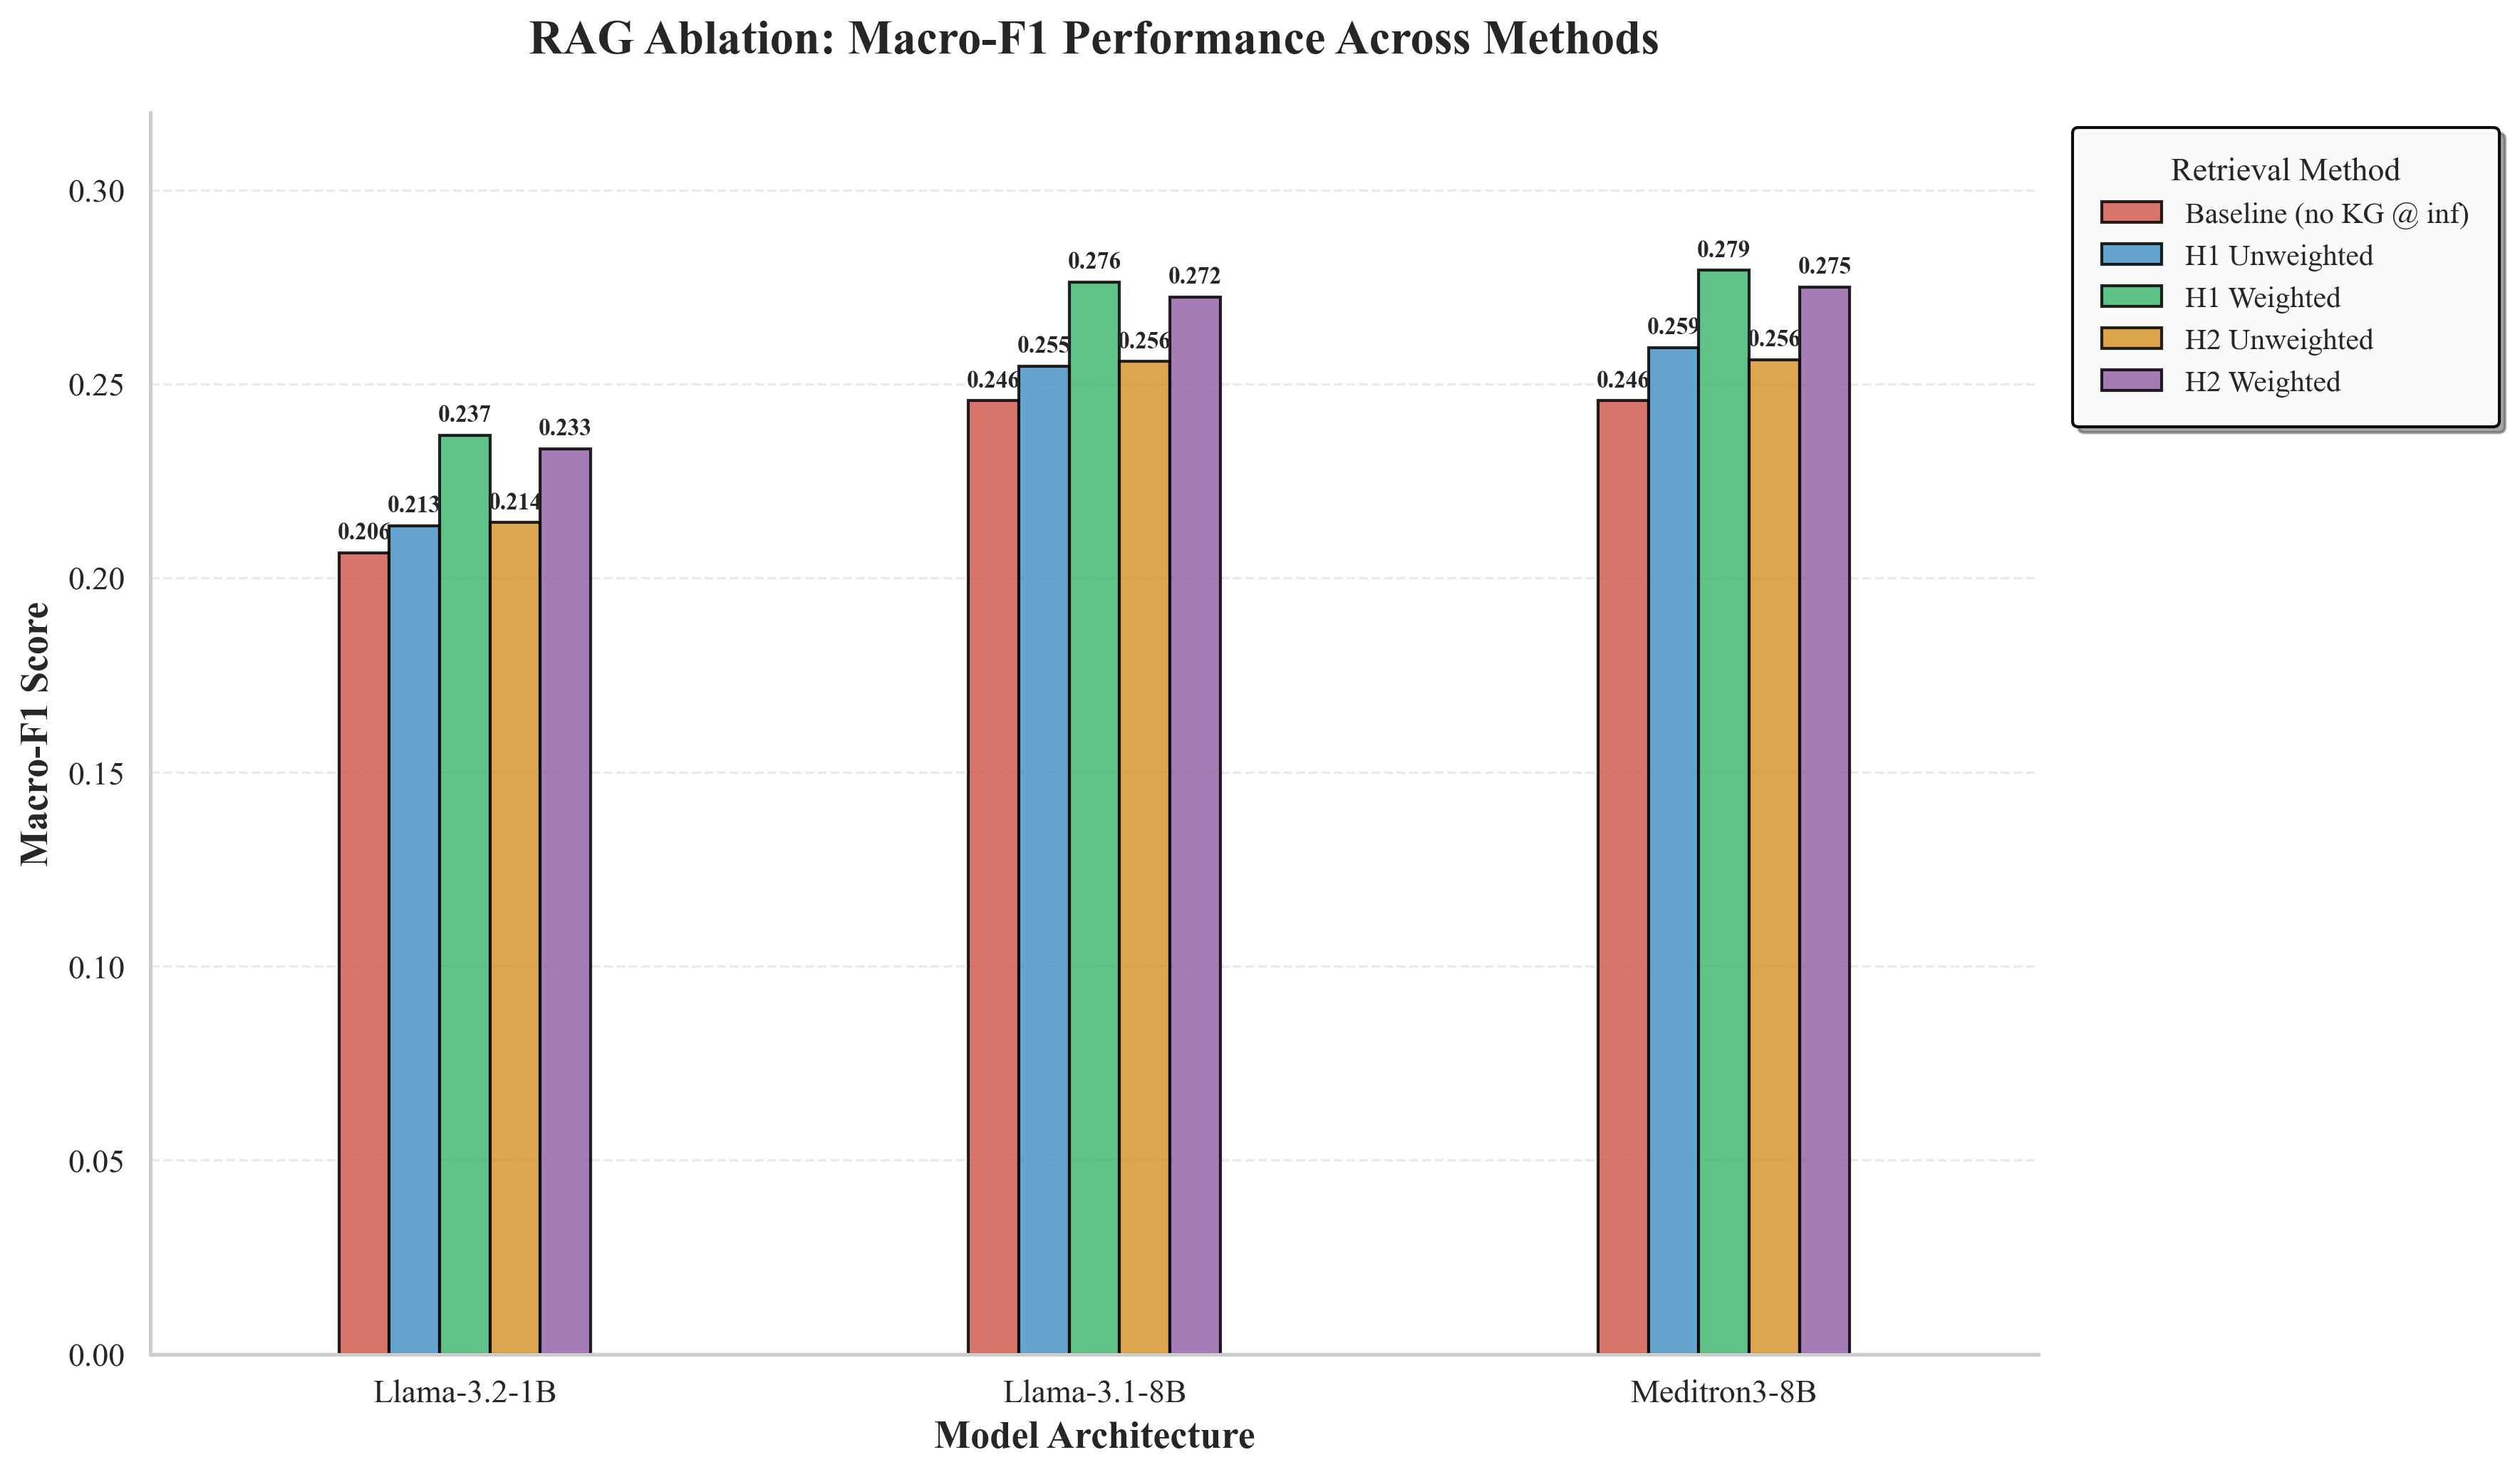 RAG Ablation: Macro-F1 Performance Across Methods
Retrieval Method
Baseline (no KG @ inf)
H1 Unweighted
H1 Weighted
H2 Unweighted
H2 Weighted
Macro-F1 Score
0.30
0.25
0.20
0.15
0.10
0.05
0.00
0.206
0.213
0.237
0.214
0.233
0.246
0.255
0.276
0.256
0.272
0.246
0.259
0.279
0.256
0.275
Llama-3.2-1B
Llama-3.1-8B
Meditron3-8B
Model Architecture